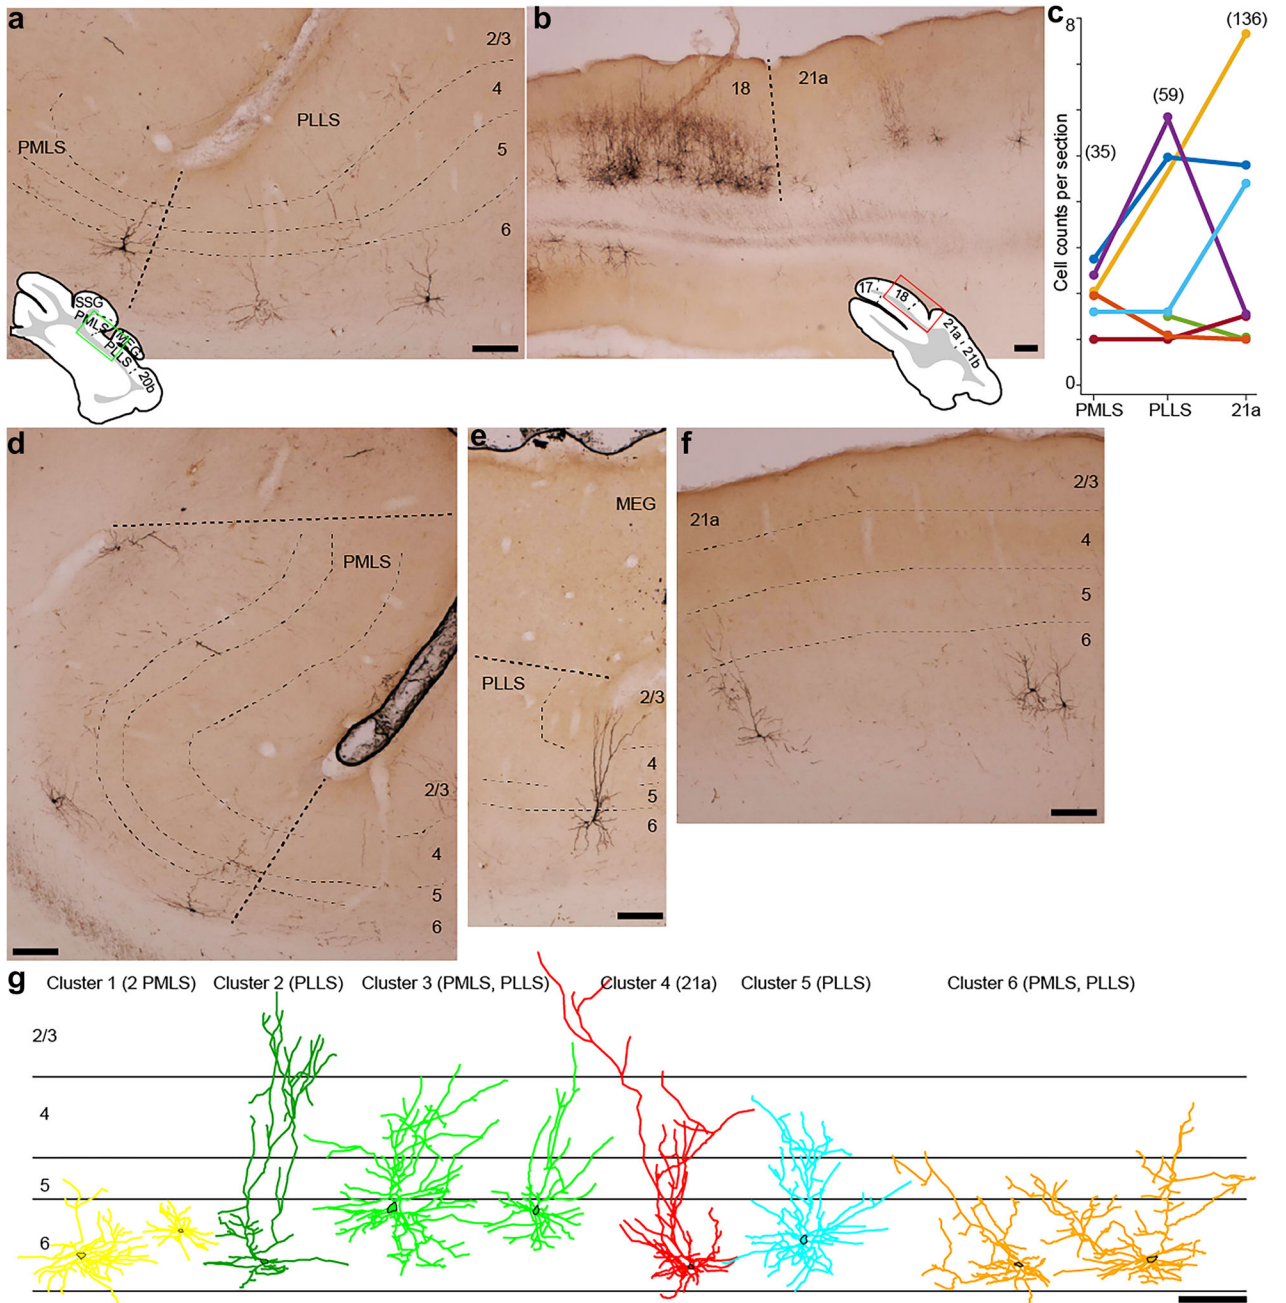 a
2/3
4
PLLS
PMLS
5
6
SSG
PMLS
MEG
PLLS
20b
b
18
21a
17
18
21a
21b
c
8
(136)
(59)
(35)
Cell counts per section
0
PMLS
PLLS
21a
d
PMLS
2/3
4
5
6
e
MEG
PLLS
2/3
4
5
6
f
2/3
21a
4
5
6
g
Cluster 1 (2 PMLS)
Cluster 2 (PLLS)
Cluster 3 (PMLS, PLLS)
Cluster 4 (21a)
Cluster 5 (PLLS)
Cluster 6 (PMLS, PLLS)
2/3
4
5
6